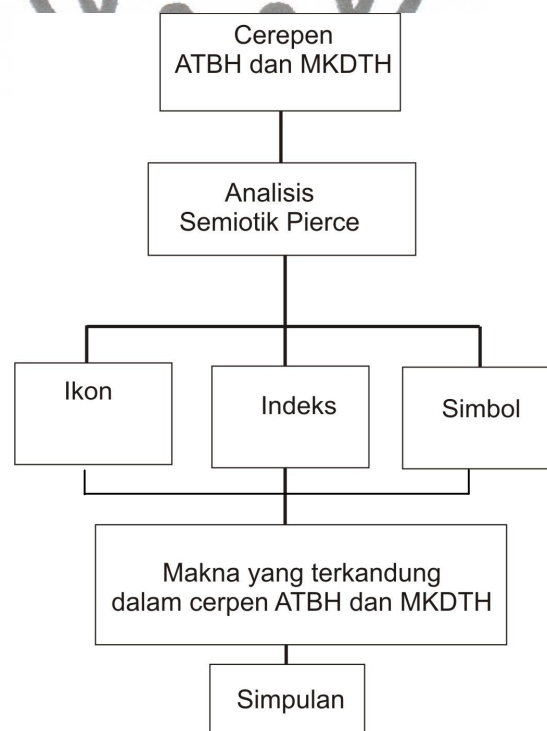 Cerepen
ATBH dan MKDTH
Analisis
Semiotik Pierce
Ikon
Indeks
Simbol
Makna yang terkandung
dalam cerpen ATBH dan MKDTH
Simpulan